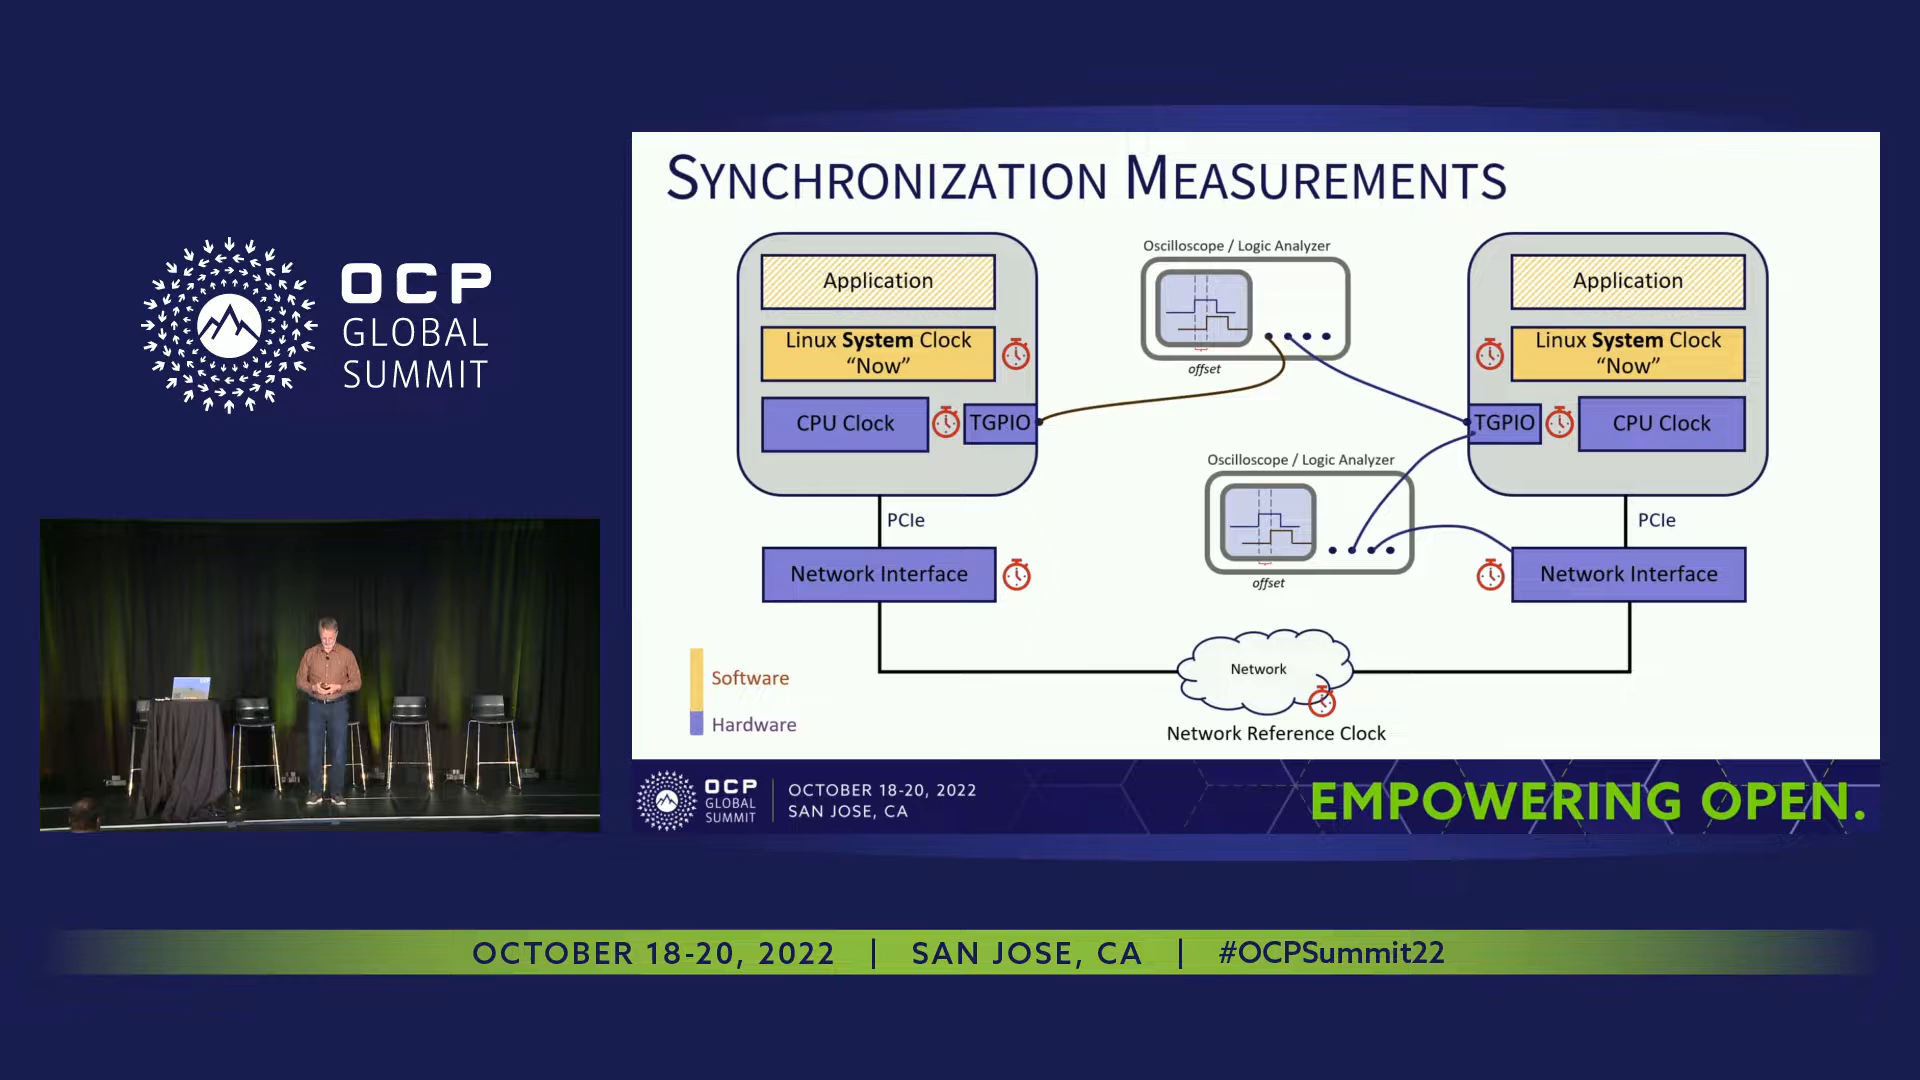 OCP
GLOBAL
SUMMIT
SYNCHRONIZATION MEASUREMENTS
Application
Linux System Clock
“Now”
CPU Clock
TGPIO
PCIe
Network Interface
Oscilloscope / Logic Analyzer
offset
Oscilloscope / Logic Analyzer
offset
Application
Linux System Clock
“Now”
TGPIO
CPU Clock
PCIe
Network Interface
Network
Network Reference Clock
Software
Hardware
OCP
GLOBAL
SUMMIT
OCTOBER 18-20, 2022
SAN JOSE, CA
EMPOWERING OPEN.
OCTOBER 18-20, 2022 | SAN JOSE, CA | #OCPSummit22